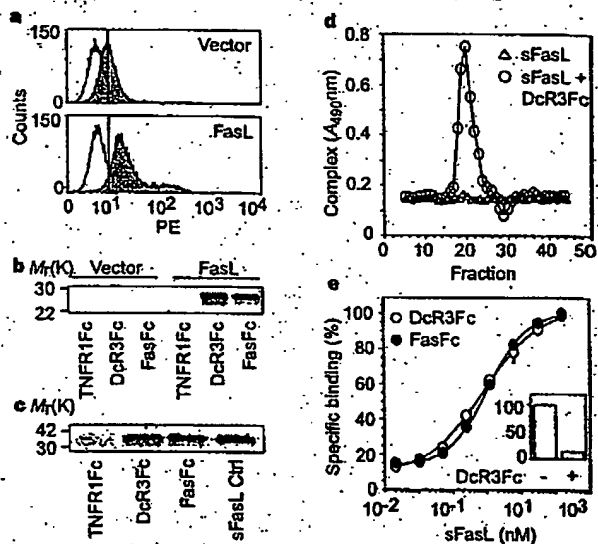 a
150
Vector
0
Counts
150
FasL
0
0 10¹ 10² 10³ 10⁴
PE
b Mr(K) Vector FasL
30
22
TNFR1Fc DcR3Fc FasFc TNFR1Fc DcR3Fc FasFc
c Mr(K)
42
30
TNFR1Fc DcR3Fc FasFc sFasL Ctrl
d
0.8
0.6
0.4
0.2
0
Complex (A490nm)
△ sFasL
○ sFasL +
DcR3Fc
0 10 20 30 40 50
Fraction
e
100
80
60
40
20
0
Specific binding (%)
○ DcR3Fc
● FasFc
100
50
0
DcR3Fc - +
10⁻³ 10⁻¹ 10¹ 10³
sFasL (nM)